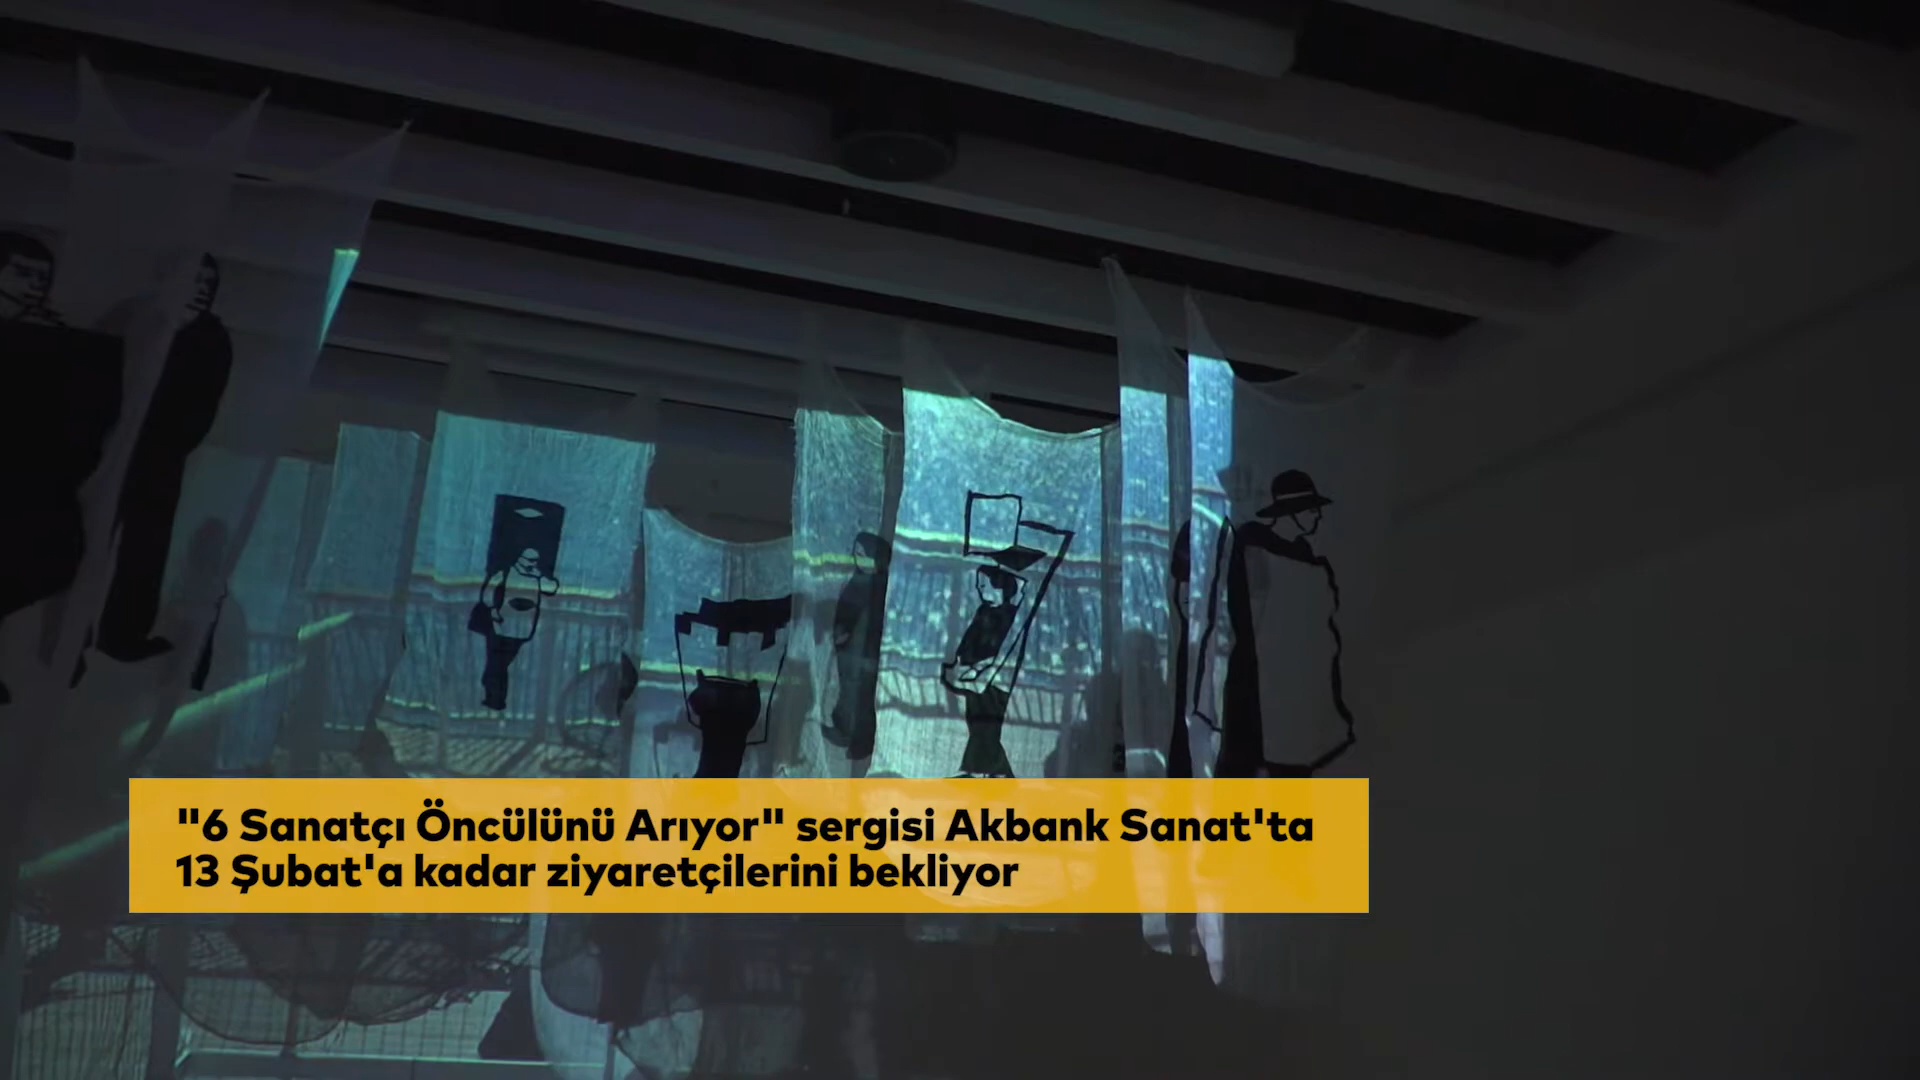 "6 Sanatçı Öncülünü Arıyor" sergisi Akbank Sanat'ta
13 Şubat'a kadar ziyaretçilerini bekliyor